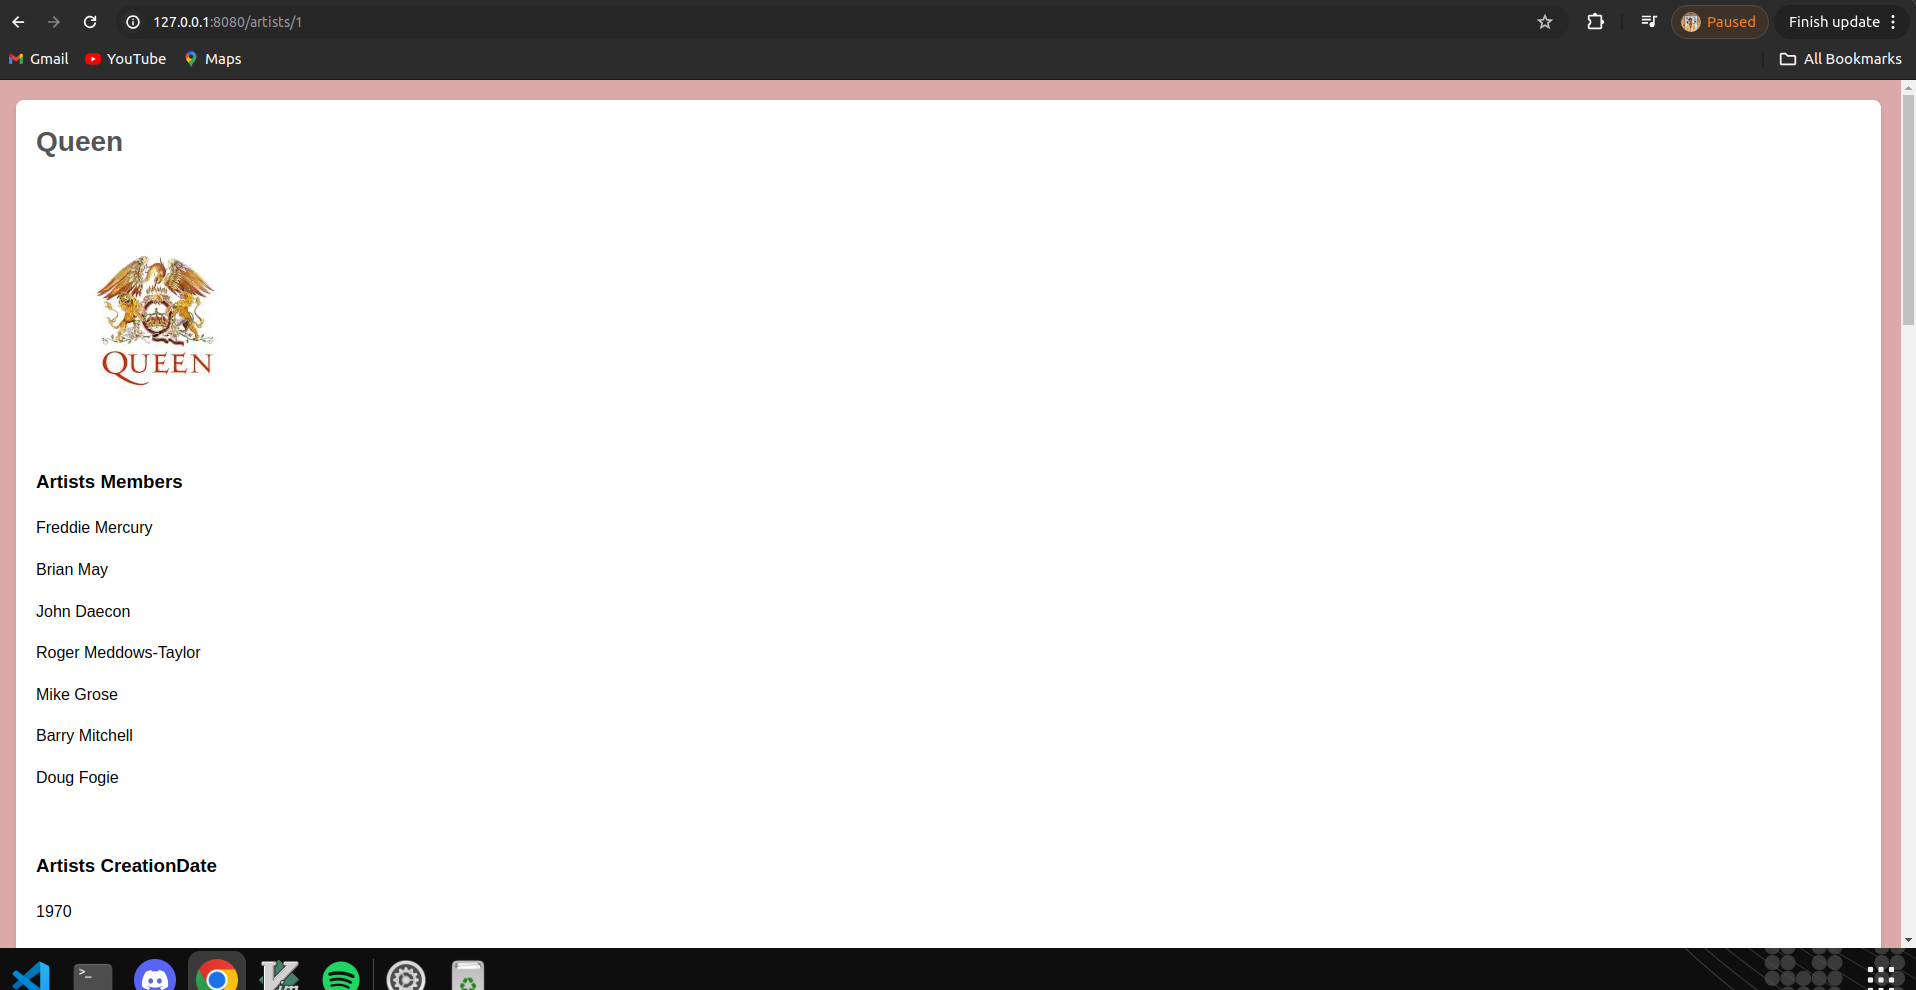 127.0.0.1:8080/artists/1
Paused
Finish update
Gmail
YouTube
Maps
All Bookmarks
Queen
QUEEN
Artists Members
Freddie Mercury
Brian May
John Daecon
Roger Meddows-Taylor
Mike Grose
Barry Mitchell
Doug Fogie
Artists CreationDate
1970